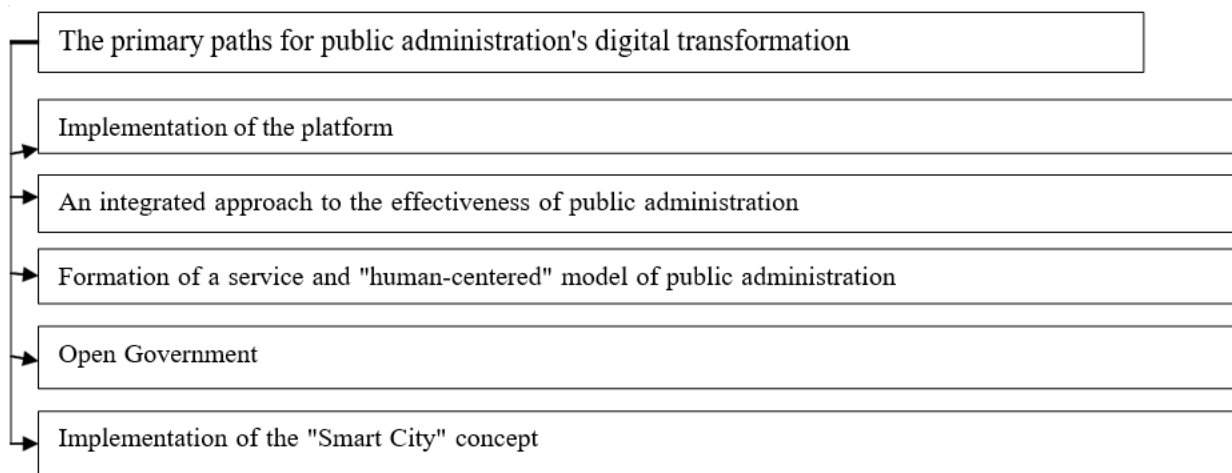 The primary paths for public administration's digital transformation
Implementation of the platform
An integrated approach to the effectiveness of public administration
Formation of a service and "human-centered" model of public administration
Open Government
Implementation of the "Smart City" concept